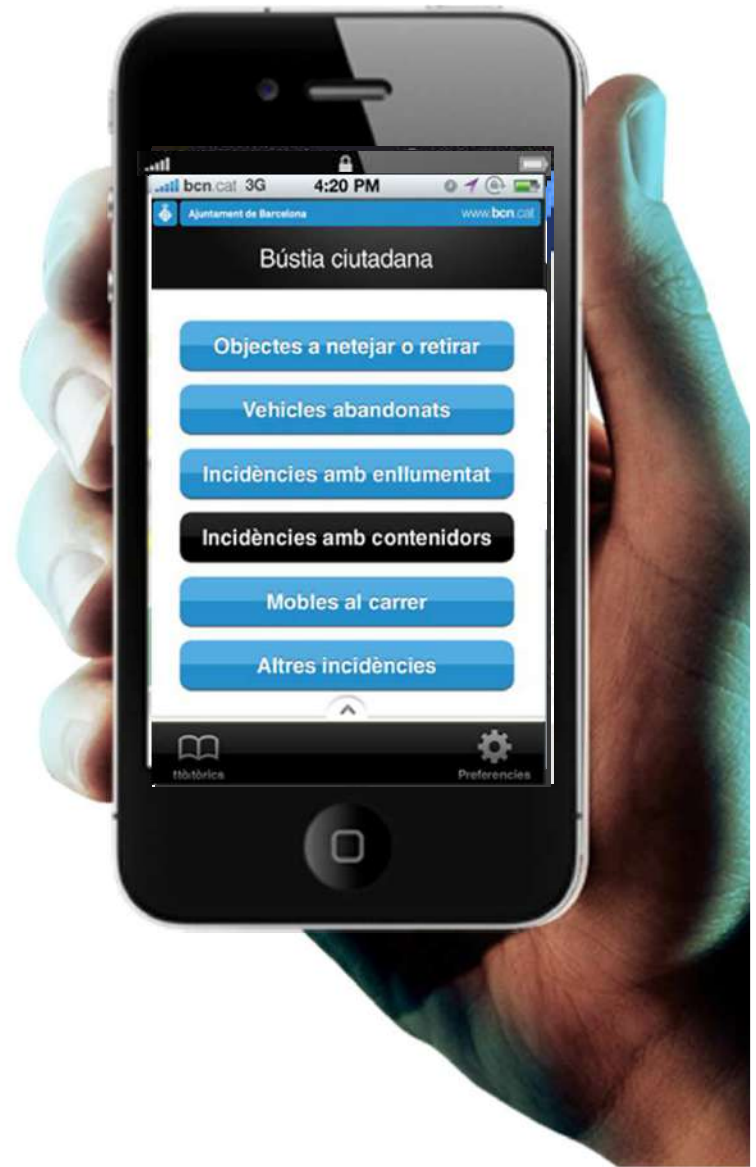 bcn.cat 3G 4:20 PM
Ajuntament de Barcelona www.bcn.cat
Bústia ciutadana
Objectes a netejar o retirar
Vehicles abandonats
Incidències amb enllumentat
Incidències amb contenidors
Mobles al carrer
Altres incidències
Preferencies